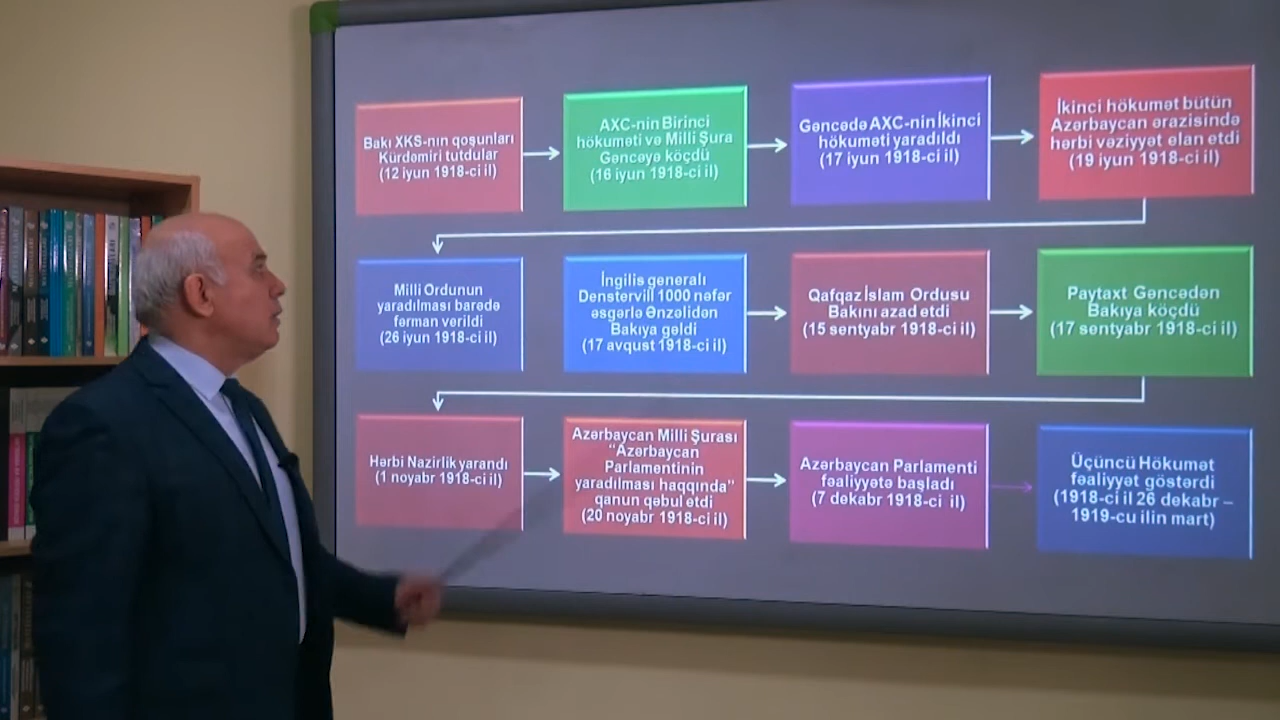 Bakı XKS-nın qoşunları
Kürdəmiri tutdular
(12 iyun 1918-ci il)
AXC-nin Birinci
hökuməti və Milli Şura
Gəncəyə köçdü
(16 iyun 1918-ci il)
Gəncədə AXC-nin İkinci
hökuməti yaradıldı
(17 iyun 1918-ci il)
İkinci hökumət bütün
Azərbaycan ərazisində
hərbi vəziyyət elan etdi
(19 iyun 1918-ci il)
Milli Ordunun
yaradılması barədə
fərman verildi
(26 iyun 1918-ci il)
İngilis generalı
Denstervill 1000 nəfər
əsgərlə Ənzəlidən
Bakıya gəldi
(17 avqust 1918-ci il)
Qafqaz İslam Ordusu
Bakını azad etdi
(15 sentyabr 1918-ci il)
Paytaxt Gəncədən
Bakıya köçdü
(17 sentyabr 1918-ci il)
Hərbi Nazirlik yarandı
(1 noyabr 1918-ci il)
Azərbaycan Milli Şurası
"Azərbaycan
Parlamentinin
yaradılması haqqında"
qanun qəbul etdi
(20 noyabr 1918-ci il)
Azərbaycan Parlamenti
fəaliyyətə başladı
(7 dekabr 1918-ci il)
Üçüncü Hökumət
fəaliyyət göstərdi
(1918-ci il 26 dekabr –
1919-cu ilin mart)